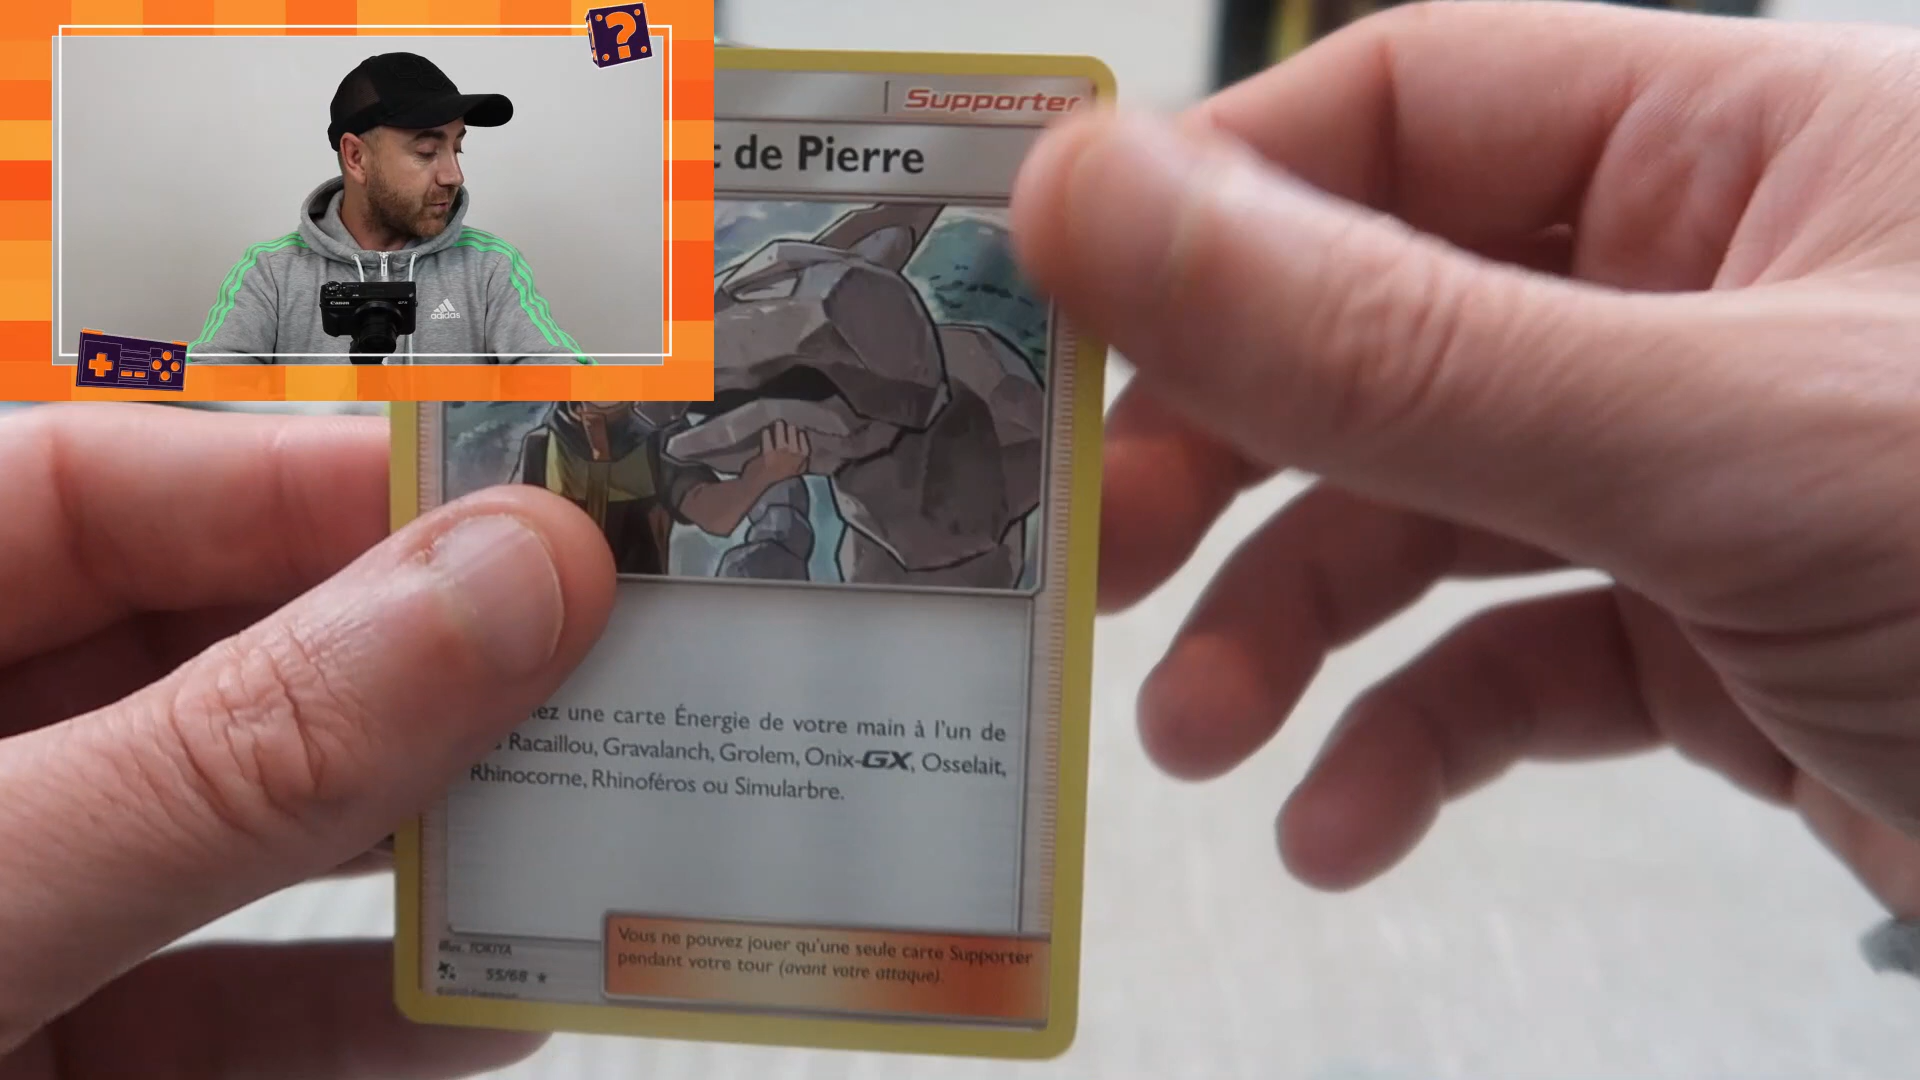 ?
Canon
adidas
Supporter
de Pierre
ez une carte Énergie de votre main à l'un de
Racaillou, Gravalanch, Grolem, Onix-GX, Osselait,
Rhinocorne, Rhinoféros ou Simularbre.
Vous ne pouvez jouer qu'une seule carte Supporter
pendant votre tour (avant votre attaque).
Illus. TOKIYA
55/68 ★